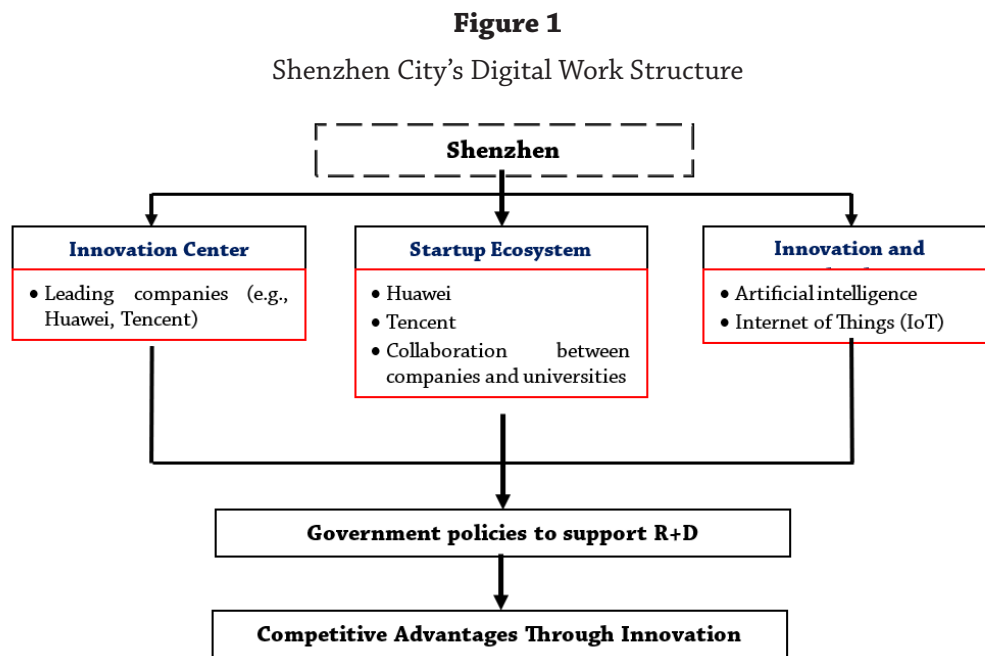 Figure 1
Shenzhen City's Digital Work Structure
Shenzhen
Innovation Center
• Leading companies (e.g.,
Huawei, Tencent)
Startup Ecosystem
• Huawei
• Tencent
• Collaboration between
companies and universities
Innovation and
• Artificial intelligence
• Internet of Things (IoT)
Government policies to support R+D
Competitive Advantages Through Innovation